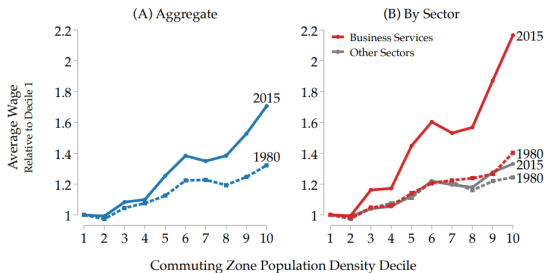 (A) Aggregate
(B) By Sector
Average Wage
Relative to Decile 1
2.2
2
1.8
1.6
1.4
1.2
1
2015
1980
1 2 3 4 5 6 7 8 9 10
2.2
2
1.8
1.6
1.4
1.2
1
Business Services
Other Sectors
2015
1980
2015
1980
1 2 3 4 5 6 7 8 9 10
Commuting Zone Population Density Decile